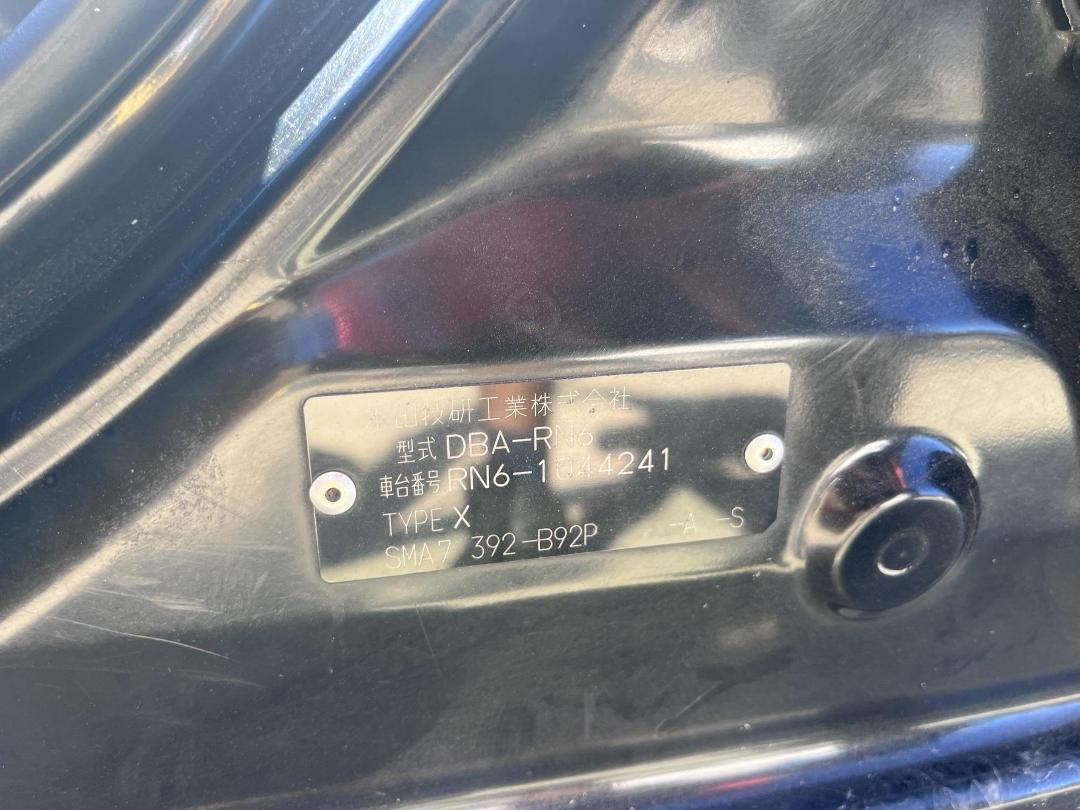 本田技研工業株式会社
型式 DBA-RN6
車台番号 RN6-1044241
TYPE X
SMA7 392-B92P -A -S